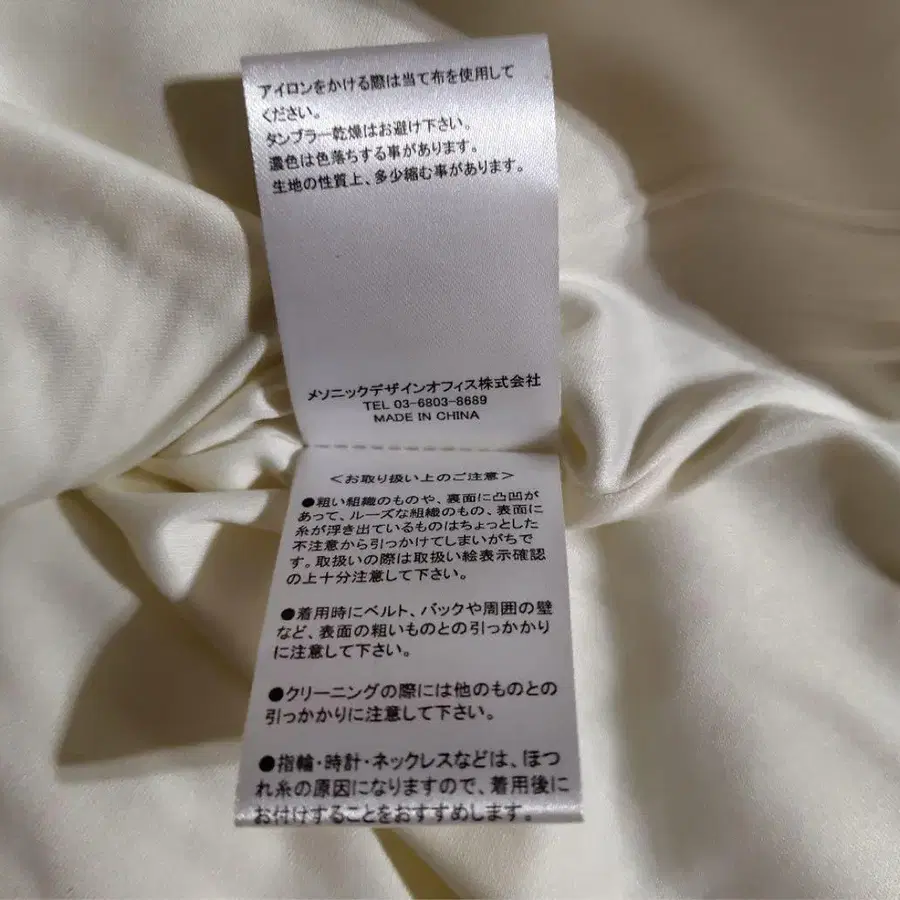 アイロンをかける際は当て布を使用して
ください。
タンブラー乾燥はお避け下さい。
濃色は色落ちする事があります。
生地の性質上、多少縮む事があります。
メソニックデザインオフィス株式会社
TEL 03-6803-8689
MADE IN CHINA
<お取り扱い上のご注意>
●粗い組織のものや、裏面に凸凹が
あって、ルーズな組織のもの、表面に
糸が浮き出ているものはちょっとした
不注意から引っかけてしまいがちで
す。取扱いの際は取扱い絵表示確認
の上十分注意して下さい。
●着用時にベルト、バックや周囲の壁
など、表面の粗いものとの引っかかり
に注意して下さい。
●クリーニングの際には他のものとの
引っかかりに注意して下さい。
●指輪・時計・ネックレスなどは、ほつ
れ糸の原因になりますので、着用後に
お付けすることをおすすめします。